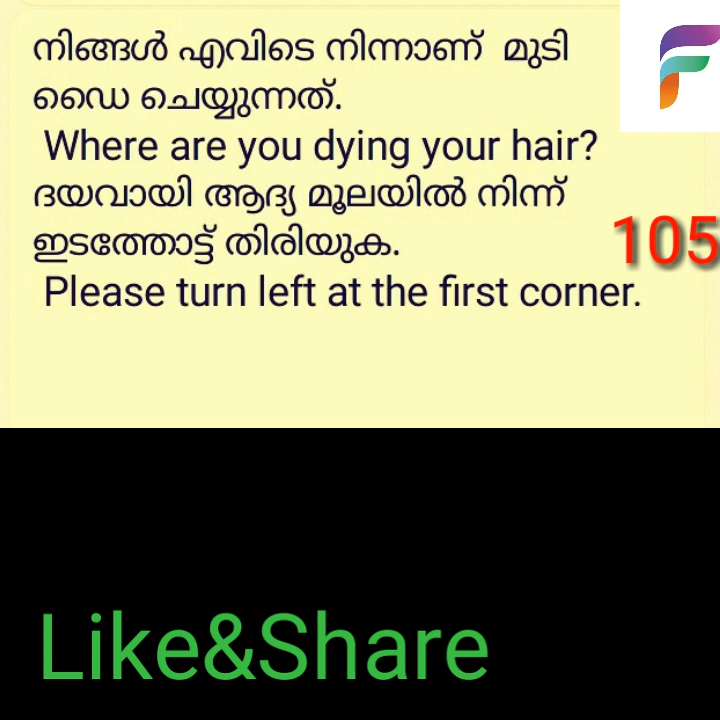 നിങ്ങൾ എവിടെ നിന്നാണ് മുടി
ഡൈ ചെയ്യുന്നത്.
Where are you dying your hair?
ദയവായി ആദ്യ മൂലയിൽ നിന്ന്
ഇടത്തോട്ട് തിരിയുക.
105
Please turn left at the first corner.
Like&Share